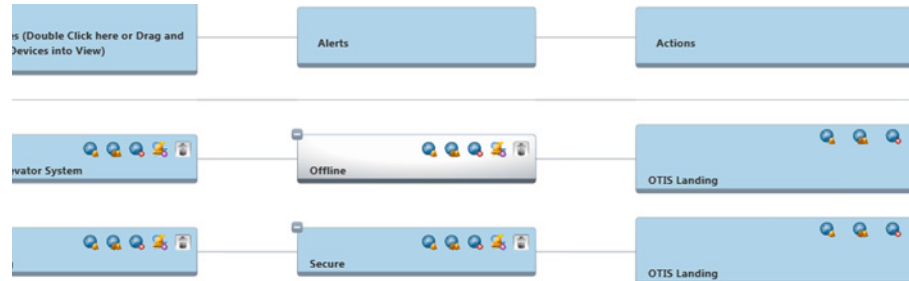 s (Double Click here or Drag and
Devices into View)
Alerts
Actions
evator System
Offline
OTIS Landing
Secure
OTIS Landing